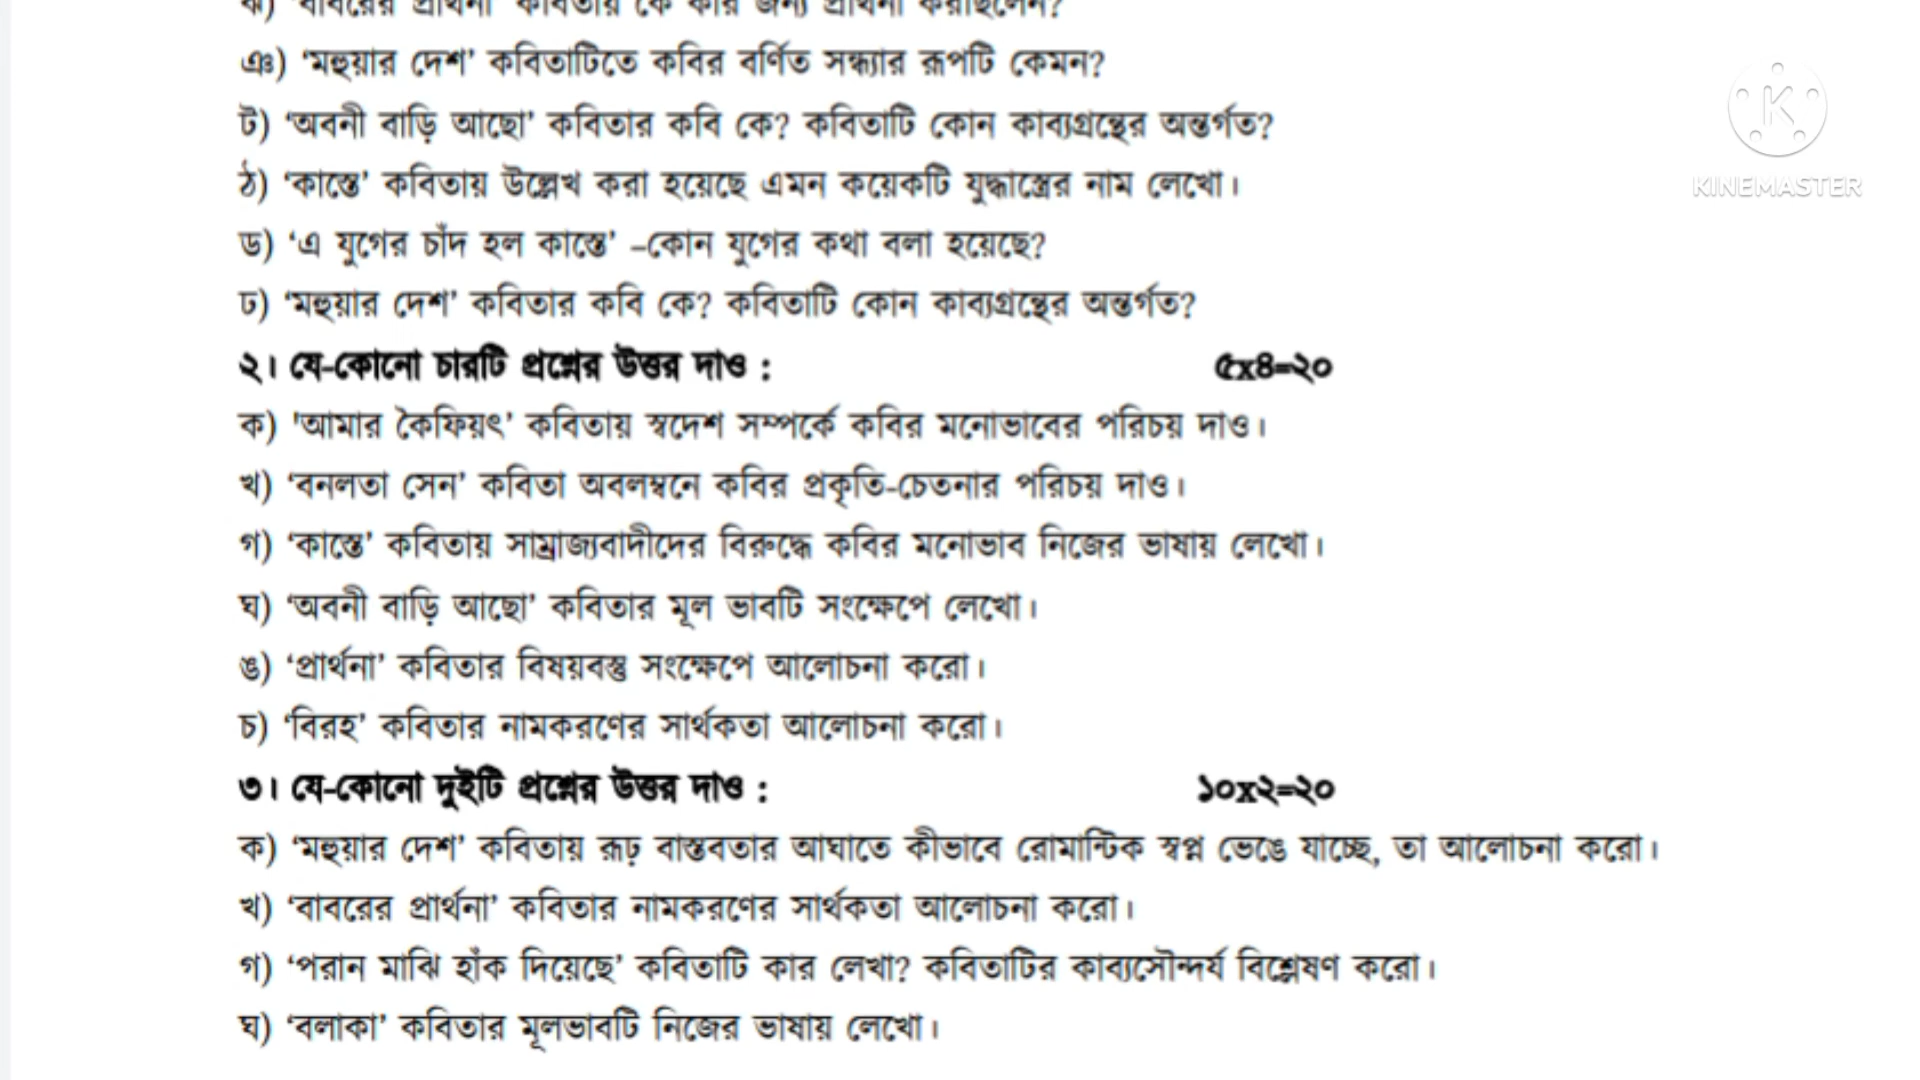 ঝ) ‘বাবরের প্রার্থনা’ কবিতায় কে কার জন্য প্রার্থনা করেছিলেন?
ঞ) ‘মহুয়ার দেশ’ কবিতাটিতে কবির বর্ণিত সন্ধ্যার রূপটি কেমন?
ট) ‘অবনী বাড়ি আছো’ কবিতার কবি কে? কবিতাটি কোন কাব্যগ্রন্থের অন্তর্গত?
ঠ) ‘কাস্তে’ কবিতায় উল্লেখ করা হয়েছে এমন কয়েকটি যুদ্ধাস্ত্রের নাম লেখো।
ড) ‘এ যুগের চাঁদ হল কাস্তে’ –কোন যুগের কথা বলা হয়েছে?
ঢ) ‘মহুয়ার দেশ’ কবিতার কবি কে? কবিতাটি কোন কাব্যগ্রন্থের অন্তর্গত?
২। যে-কোনো চারটি প্রশ্নের উত্তর দাও : ৫x৪=২০
ক) 'আমার কৈফিয়ৎ’ কবিতায় স্বদেশ সম্পর্কে কবির মনোভাবের পরিচয় দাও।
খ) ‘বনলতা সেন’ কবিতা অবলম্বনে কবির প্রকৃতি-চেতনার পরিচয় দাও।
গ) ‘কাস্তে’ কবিতায় সাম্রাজ্যবাদীদের বিরুদ্ধে কবির মনোভাব নিজের ভাষায় লেখো।
ঘ) ‘অবনী বাড়ি আছো’ কবিতার মূল ভাবটি সংক্ষেপে লেখো।
ঙ) ‘প্রার্থনা’ কবিতার বিষয়বস্তু সংক্ষেপে আলোচনা করো।
চ) ‘বিরহ’ কবিতার নামকরণের সার্থকতা আলোচনা করো।
৩। যে-কোনো দুইটি প্রশ্নের উত্তর দাও : ১০x২=২০
ক) ‘মহুয়ার দেশ’ কবিতায় রূঢ় বাস্তবতার আঘাতে কীভাবে রোমান্টিক স্বপ্ন ভেঙে যাচ্ছে, তা আলোচনা করো।
খ) ‘বাবরের প্রার্থনা’ কবিতার নামকরণের সার্থকতা আলোচনা করো।
গ) ‘পরান মাঝি হাঁক দিয়েছে’ কবিতাটি কার লেখা? কবিতাটির কাব্যসৌন্দর্য বিশ্লেষণ করো।
ঘ) ‘বলাকা’ কবিতার মূলভাবটি নিজের ভাষায় লেখো।
K
KINEMASTER